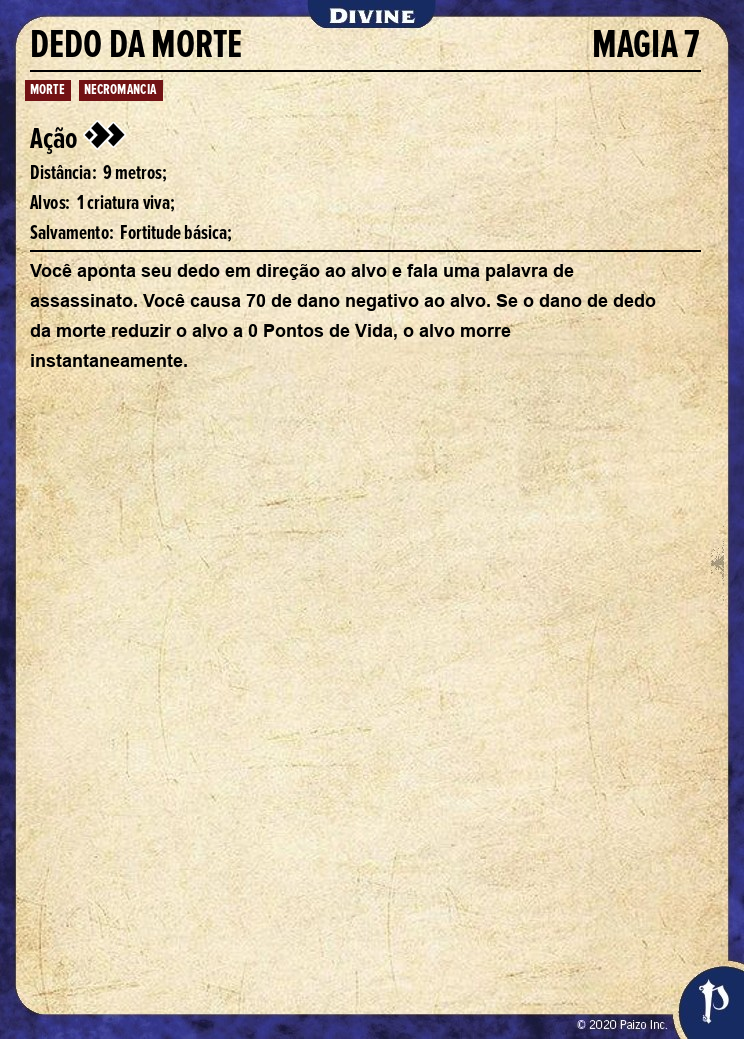 DIVINE
DEDO DA MORTE MAGIA 7
MORTE NECROMANCIA
Ação
Distância: 9 metros;
Alvos: 1 criatura viva;
Salvamento: Fortitude básica;
Você aponta seu dedo em direção ao alvo e fala uma palavra de
assassinato. Você causa 70 de dano negativo ao alvo. Se o dano de dedo
da morte reduzir o alvo a 0 Pontos de Vida, o alvo morre
instantaneamente.
© 2020 Paizo Inc.
P